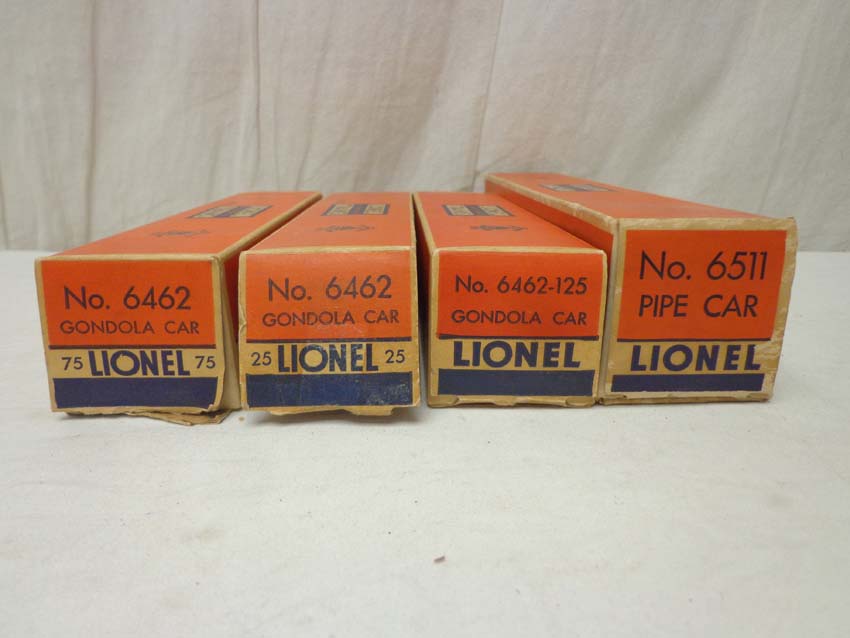 No. 6462
GONDOLA CAR
75 LIONEL 75
No. 6462
GONDOLA CAR
25 LIONEL 25
No. 6462-125
GONDOLA CAR
LIONEL
No. 6511
PIPE CAR
LIONEL